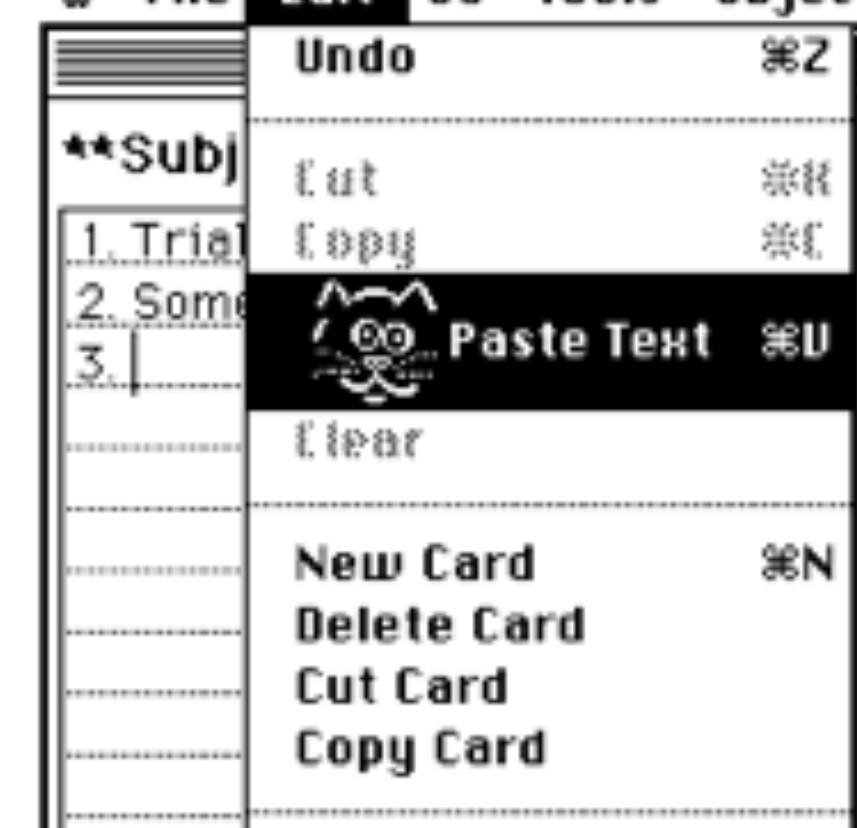 Undo ⌘Z
**Subj
Cut ⌘X
Copy ⌘C
1. Trial
2. Some
Paste Text ⌘V
3.
Clear
New Card ⌘N
Delete Card
Cut Card
Copy Card